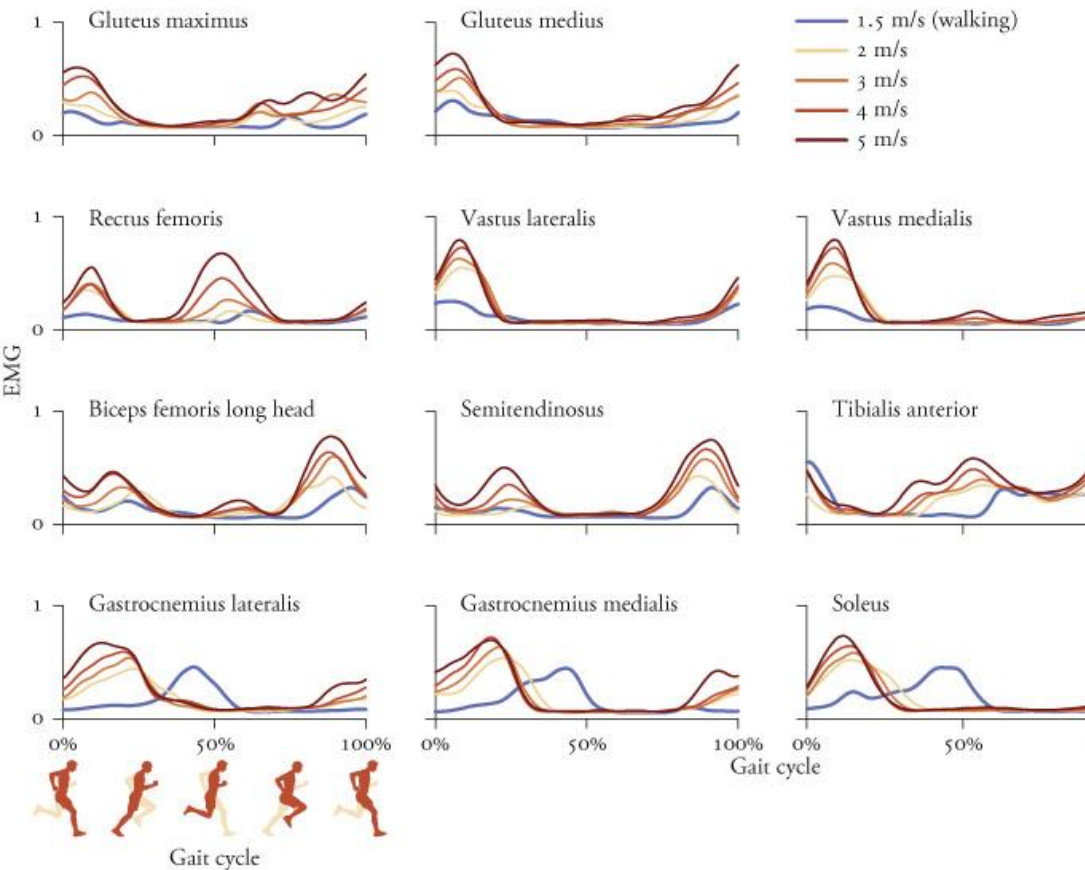 Gluteus maximus
Gluteus medius
1
0
1.5 m/s (walking)
2 m/s
3 m/s
4 m/s
5 m/s
Rectus femoris
Vastus lateralis
Vastus medialis
1
0
EMG
Biceps femoris long head
Semitendinosus
Tibialis anterior
1
0
Gastrocnemius lateralis
Gastrocnemius medialis
Soleus
1
0
0% 50% 100% 0% 50% 100% 0% 50%
Gait cycle
Gait cycle